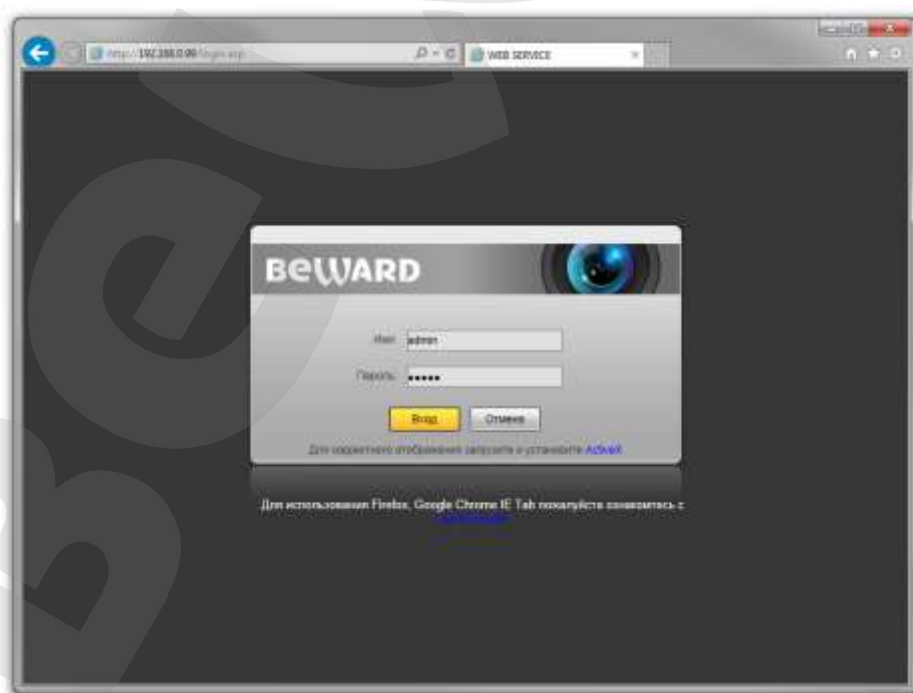 http://192.168.0.99/login.asp
WEB SERVICE
BEWARD
Имя
admin
Пароль
•••••
Вход
Отмена
Для корректного отображения загрузите и установите ActiveX
Для использования Firefox, Google Chrome IE Tab пожалуйста ознакомтесь с